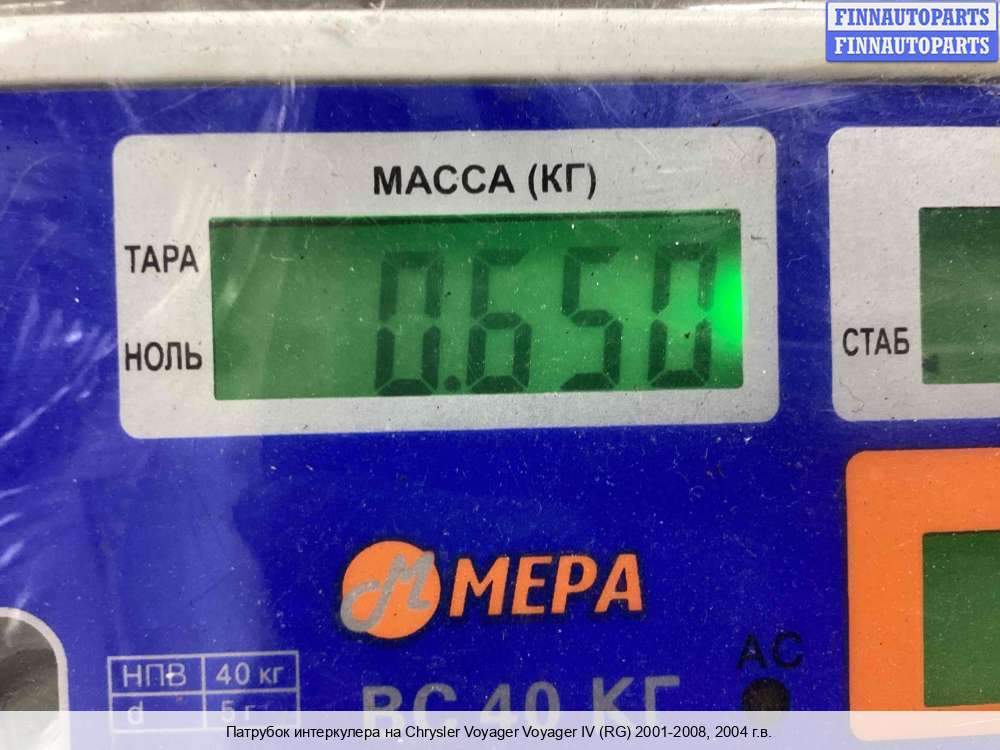 FINNAUTOPARTS
FINNAUTOPARTS
МАССА (КГ)
ТАРА
0.650
НОЛЬ
СТАБ
М МЕРА
AC
НПВ 40 кг
d 5 г
ВС 40 КГ
Патрубок интеркулера на Chrysler Voyager Voyager IV (RG) 2001-2008, 2004 г.в.